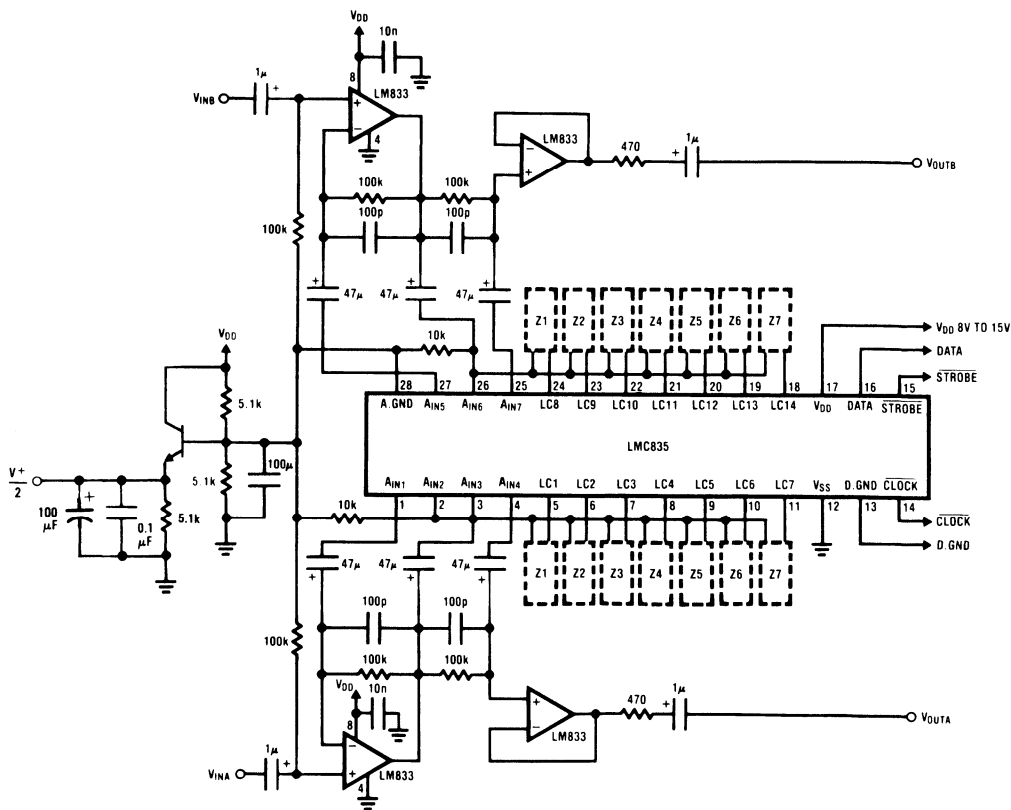 VDD
10n
1μ
8
LM833
VINB
+
+
−
4
LM833
−
+
470
+
1μ
VOUTB
100k
100k
100p
100p
100k
+
47μ
+
47μ
47μ
+
Z1 Z2 Z3 Z4 Z5 Z6 Z7
VDD 8V TO 15V
DATA
STROBE
10k
VDD
28 27 26 25 24 23 22 21 20 19 18 17 16 15
A.GND AIN5 AIN6 AIN7 LC8 LC9 LC10 LC11 LC12 LC13 LC14 VDD DATA STROBE
5.1k
LMC835
100μ
V+
2
5.1k
+
100
μF
0.1
μF
5.1k
AIN1 AIN2 AIN3 AIN4 LC1 LC2 LC3 LC4 LC5 LC6 LC7 VSS D.GND CLOCK
1 2 3 4 5 6 7 8 9 10 11 12 13 14
10k
CLOCK
D.GND
47μ
+
47μ
+
47μ
+
Z1 Z2 Z3 Z4 Z5 Z6 Z7
100p
100p
100k
100k
100k
VDD
10n
8
+
−
470
+
1μ
VOUTA
LM833
1μ
−
+
+
VINA
4
LM833